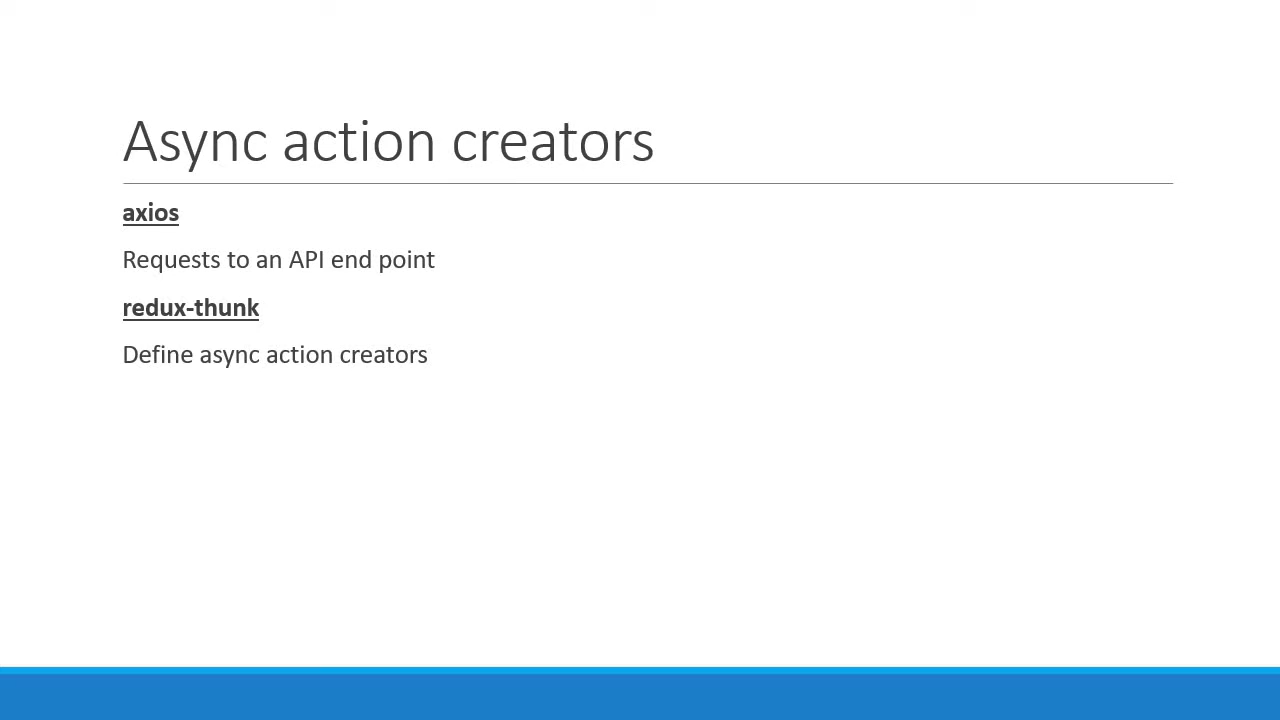 Async action creators
axios
Requests to an API end point
redux-thunk
Define async action creators